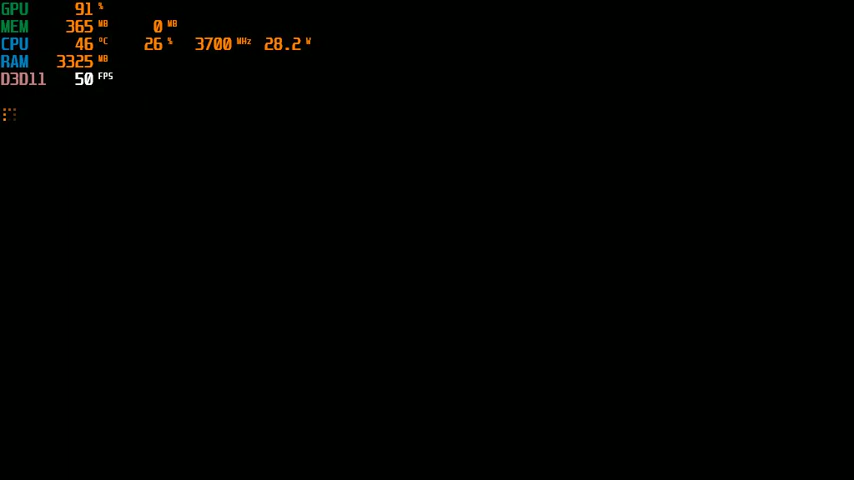 GPU 91 %
MEM 365 MB 0 MB
CPU 46 °C 26 % 3700 MHz 28.2 W
RAM 3325 MB
D3D11 50 FPS